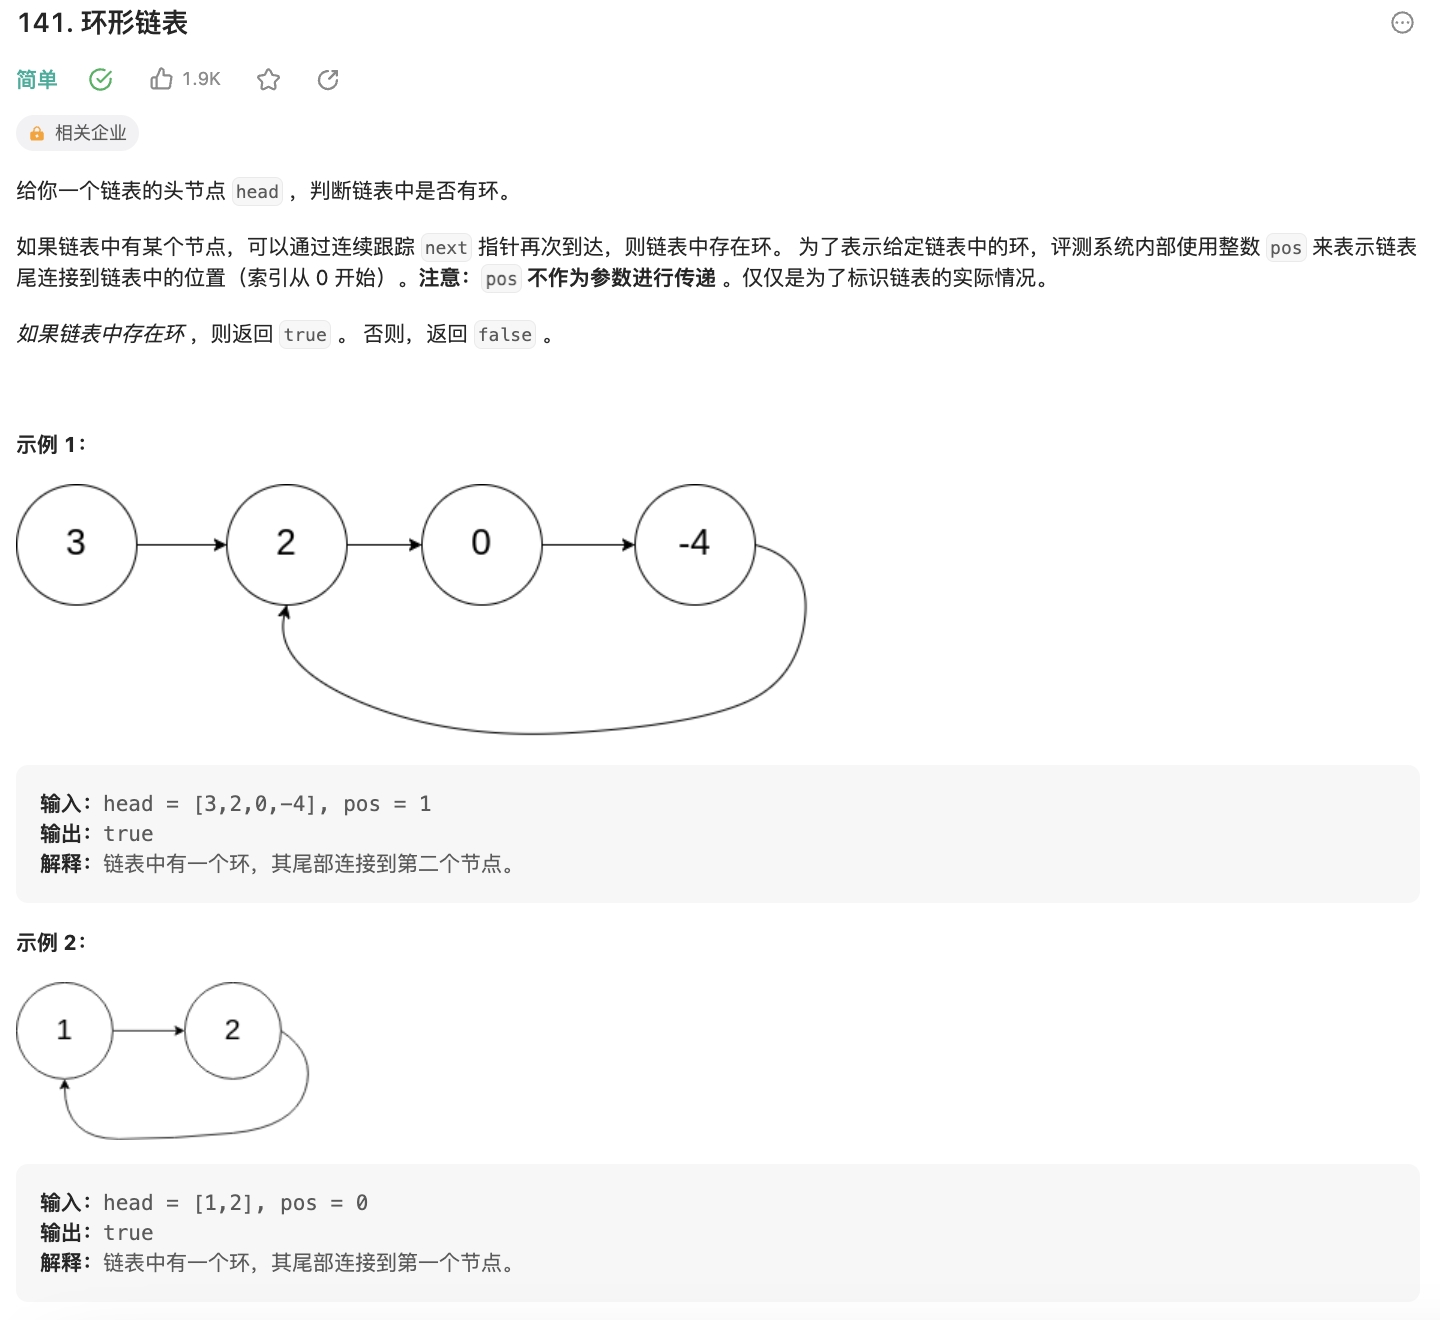 141. 环形链表
简单 1.9K
相关企业
给你一个链表的头节点 head ，判断链表中是否有环。
如果链表中有某个节点，可以通过连续跟踪 next 指针再次到达，则链表中存在环。 为了表示给定链表中的环，评测系统内部使用整数 pos 来表示链表
尾连接到链表中的位置（索引从 0 开始）。注意：pos 不作为参数进行传递 。仅仅是为了标识链表的实际情况。
如果链表中存在环 ，则返回 true 。 否则，返回 false 。
示例 1：
3 2 0 -4
输入：head = [3,2,0,-4], pos = 1
输出：true
解释：链表中有一个环，其尾部连接到第二个节点。
示例 2：
1 2
输入：head = [1,2], pos = 0
输出：true
解释：链表中有一个环，其尾部连接到第一个节点。